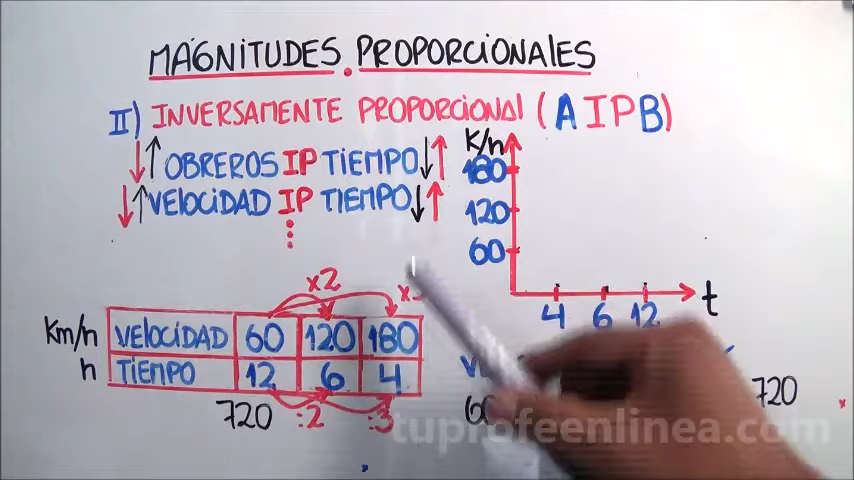 MAGNITUDES PROPORCIONALES
II) INVERSAMENTE PROPORCIONAL (A IP B)
↓↑ OBREROS IP TIEMPO ↓↑
↓↑ VELOCIDAD IP TIEMPO ↓↑
⋮
K/h
180
120
60
4 6 12 t
x2
Km/h VELOCIDAD 60 120 180
h TIEMPO 12 6 4
720 :2 :3
60
720
tuprofeenlinea.com